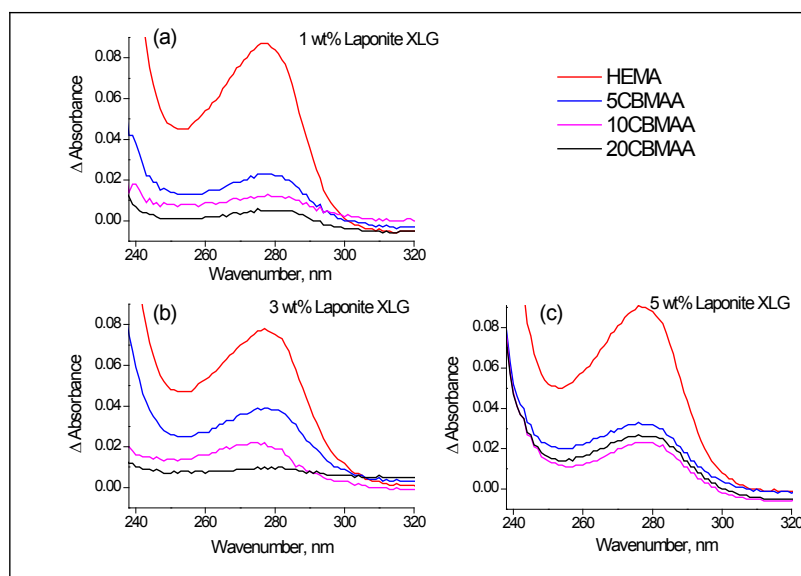 (a)
1 wt% Laponite XLG
HEMA
5CBMAA
10CBMAA
20CBMAA
Δ Absorbance
0.08
0.06
0.04
0.02
0.00
240 260 280 300 320
Wavenumber, nm
(b)
3 wt% Laponite XLG
Δ Absorbance
0.08
0.06
0.04
0.02
0.00
240 260 280 300 320
Wavenumber, nm
(c)
5 wt% Laponite XLG
Δ Absorbance
0.08
0.06
0.04
0.02
0.00
240 260 280 300 320
Wavenumber, nm